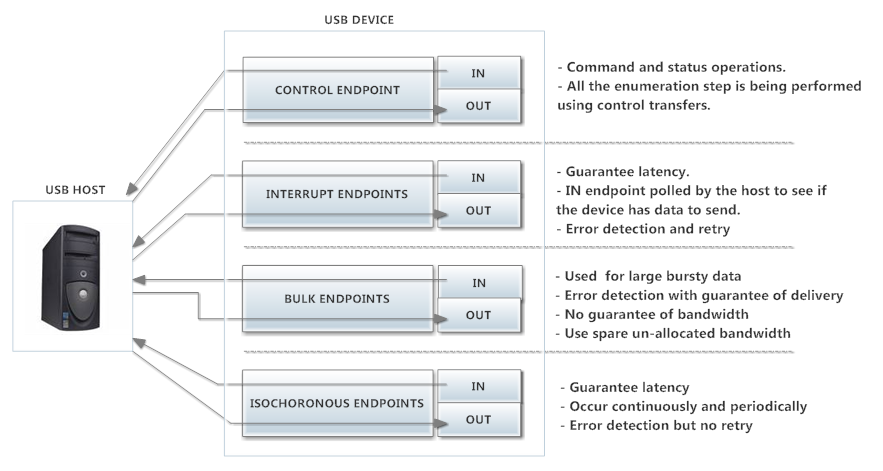 USB DEVICE
CONTROL ENDPOINT
IN
OUT
- Command and status operations.
- All the enumeration step is being performed
using control transfers.
USB HOST
INTERRUPT ENDPOINTS
IN
OUT
- Guarantee latency.
- IN endpoint polled by the host to see if
the device has data to send.
- Error detection and retry
BULK ENDPOINTS
IN
OUT
- Used for large bursty data
- Error detection with guarantee of delivery
- No guarantee of bandwidth
- Use spare un-allocated bandwidth
ISOCHORONOUS ENDPOINTS
IN
OUT
- Guarantee latency
- Occur continuously and periodically
- Error detection but no retry